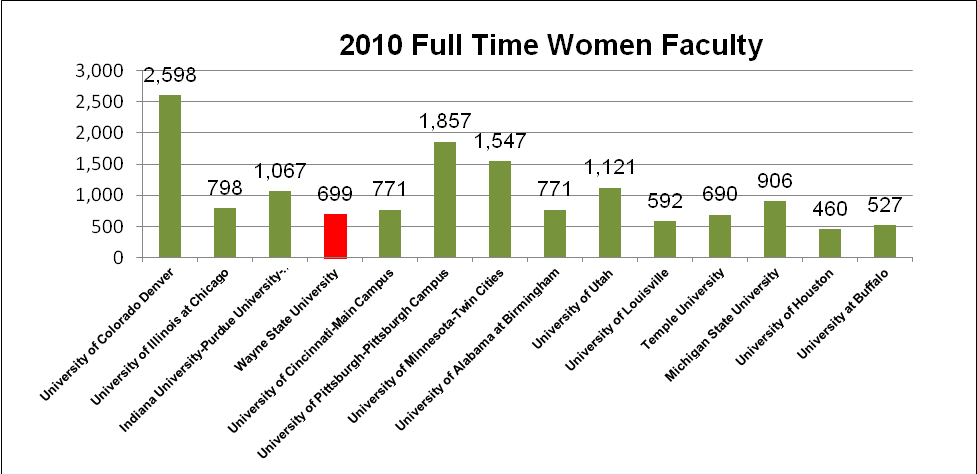 2010 Full Time Women Faculty
3,000
2,500
2,000
1,500
1,000
500
0
2,598
798
1,067
699
771
1,857
1,547
771
1,121
592
690
906
460
527
University of Colorado Denver
University of Illinois at Chicago
Indiana University-Purdue University-..
Wayne State University
University of Cincinnati-Main Campus
University of Pittsburgh-Pittsburgh Campus
University of Minnesota-Twin Cities
University of Alabama at Birmingham
University of Utah
University of Louisville
Temple University
Michigan State University
University of Houston
University at Buffalo